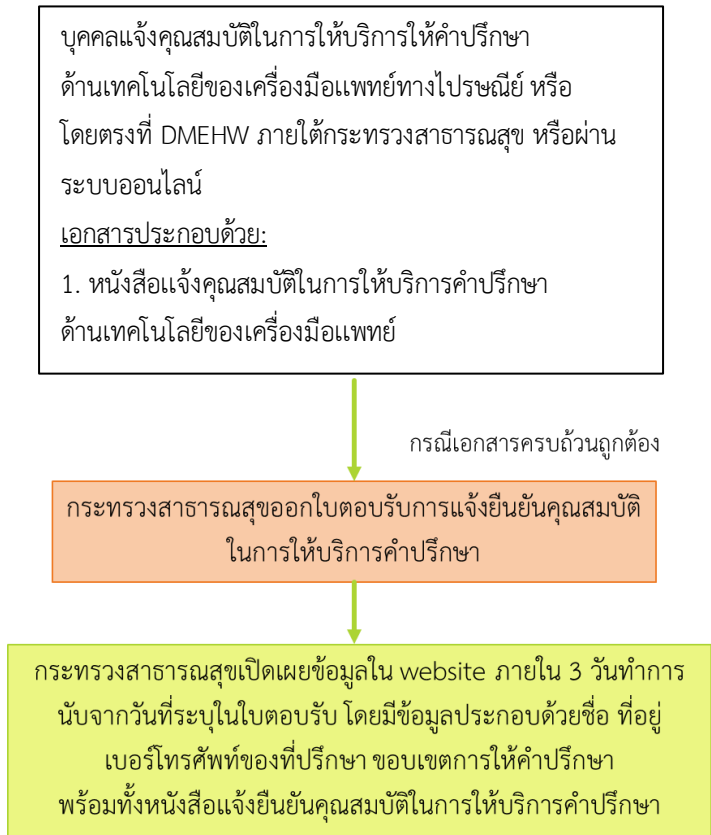 บุคคลแจ้งคุณสมบัติในการให้บริการให้คำปรึกษา
ด้านเทคโนโลยีของเครื่องมือแพทย์ทางไปรษณีย์ หรือ
โดยตรงที่ DMEHW ภายใต้กระทรวงสาธารณสุข หรือผ่าน
ระบบออนไลน์
เอกสารประกอบด้วย:
1. หนังสือแจ้งคุณสมบัติในการให้บริการคำปรึกษา
ด้านเทคโนโลยีของเครื่องมือแพทย์
กรณีเอกสารครบถ้วนถูกต้อง
กระทรวงสาธารณสุขออกใบตอบรับการแจ้งยืนยันคุณสมบัติ
ในการให้บริการคำปรึกษา
กระทรวงสาธารณสุขเปิดเผยข้อมูลใน website ภายใน 3 วันทำการ
นับจากวันที่ระบุในใบตอบรับ โดยมีข้อมูลประกอบด้วยชื่อ ที่อยู่
เบอร์โทรศัพท์ของที่ปรึกษา ขอบเขตการให้คำปรึกษา
พร้อมทั้งหนังสือแจ้งยืนยันคุณสมบัติในการให้บริการคำปรึกษา